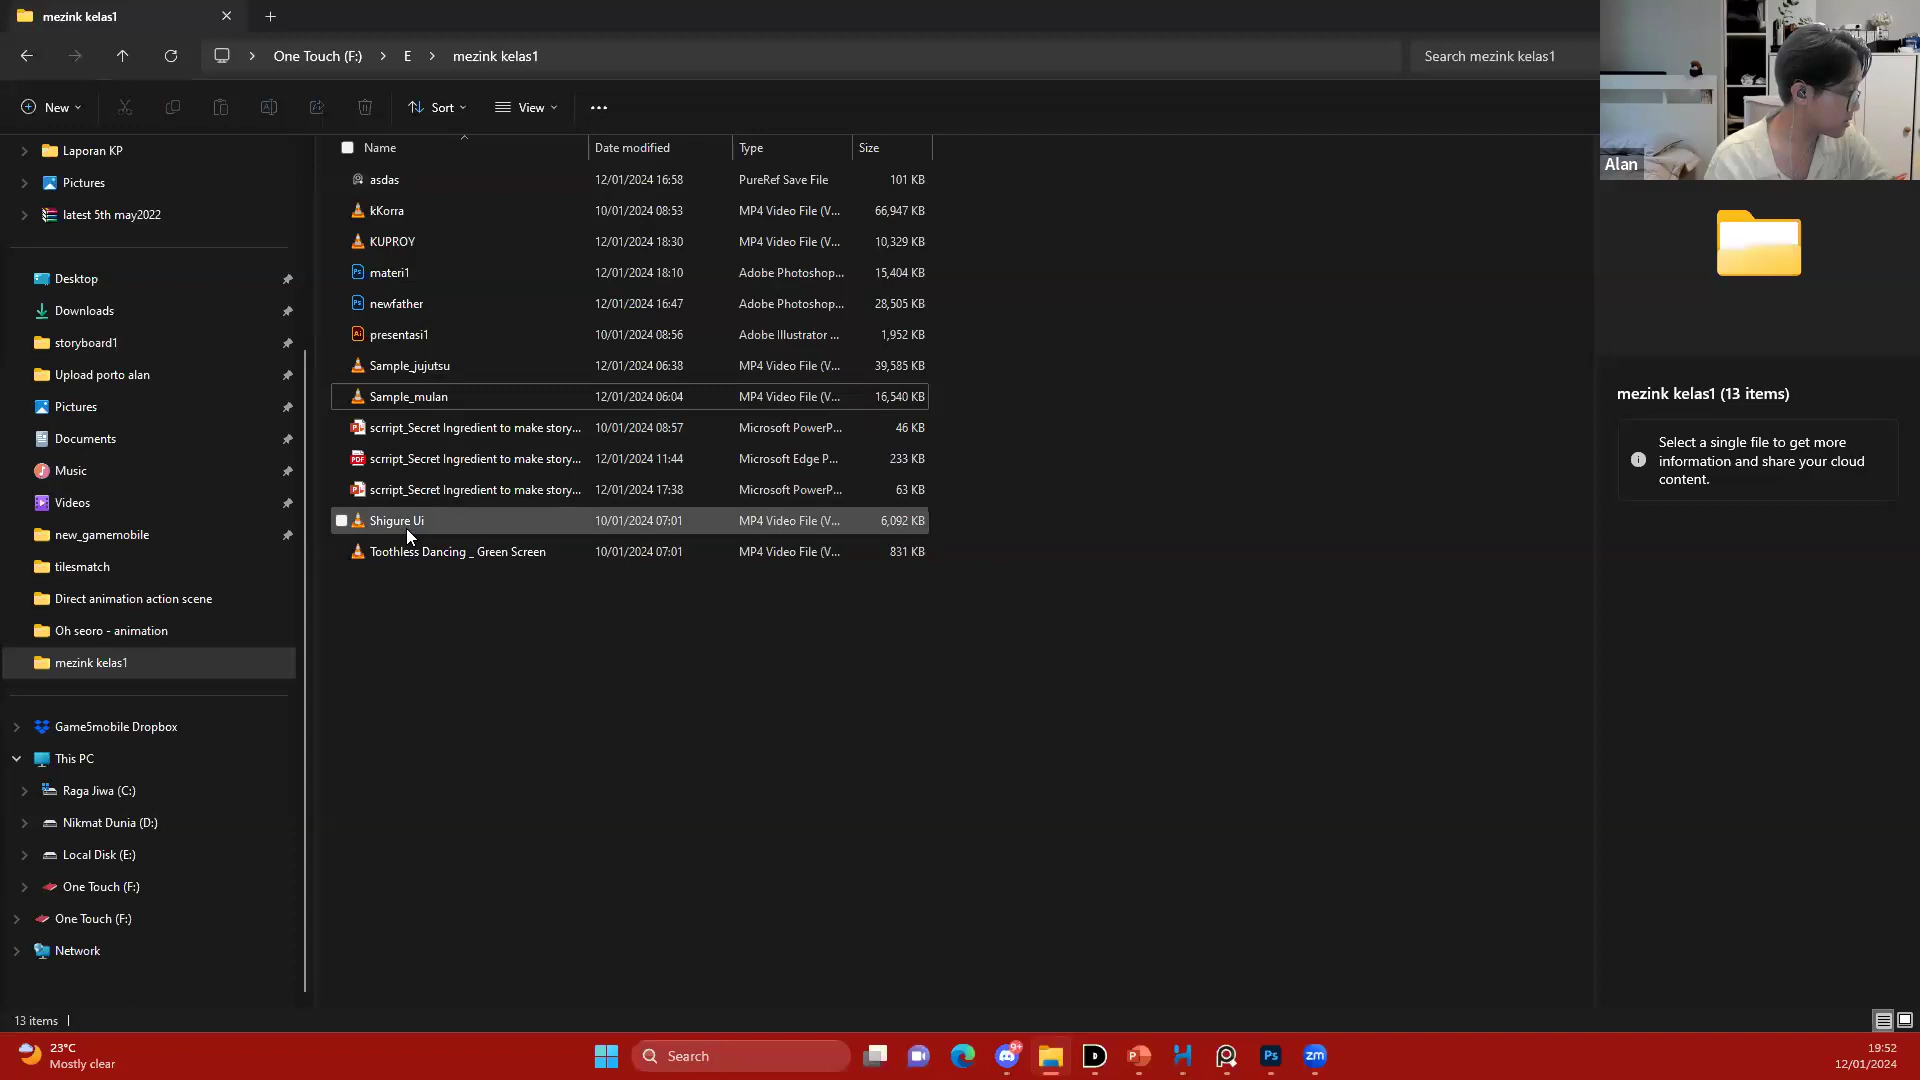 mezink kelas1
One Touch (F:) E mezink kelas1
Search mezink kelas1
New Sort View
Alan
Laporan KP
Pictures
latest 5th may2022
Desktop
Downloads
storyboard1
Upload porto alan
Pictures
Documents
Music
Videos
new_gamemobile
tilesmatch
Direct animation action scene
Oh seoro - animation
mezink kelas1
Game5mobile Dropbox
This PC
Raga Jiwa (C:)
Nikmat Dunia (D:)
Local Disk (E:)
One Touch (F:)
One Touch (F:)
Network
Name Date modified Type Size
asdas 12/01/2024 16:58 PureRef Save File 101 KB
kKorra 10/01/2024 08:53 MP4 Video File (V... 66,947 KB
KUPROY 12/01/2024 18:30 MP4 Video File (V... 10,329 KB
materi1 12/01/2024 18:10 Adobe Photoshop... 15,404 KB
newfather 12/01/2024 16:47 Adobe Photoshop... 28,505 KB
presentasi1 10/01/2024 08:56 Adobe Illustrator ... 1,952 KB
Sample_jujutsu 12/01/2024 06:38 MP4 Video File (V... 39,585 KB
Sample_mulan 12/01/2024 06:04 MP4 Video File (V... 16,540 KB
scrript_Secret Ingredient to make story... 10/01/2024 08:57 Microsoft PowerP... 46 KB
scrript_Secret Ingredient to make story... 12/01/2024 11:44 Microsoft Edge P... 233 KB
scrript_Secret Ingredient to make story... 12/01/2024 17:38 Microsoft PowerP... 63 KB
Shigure Ui 10/01/2024 07:01 MP4 Video File (V... 6,092 KB
Toothless Dancing _ Green Screen 10/01/2024 07:01 MP4 Video File (V... 831 KB
mezink kelas1 (13 items)
Select a single file to get more
information and share your cloud
content.
13 items
23°C
Mostly clear
Search
19:52
12/01/2024